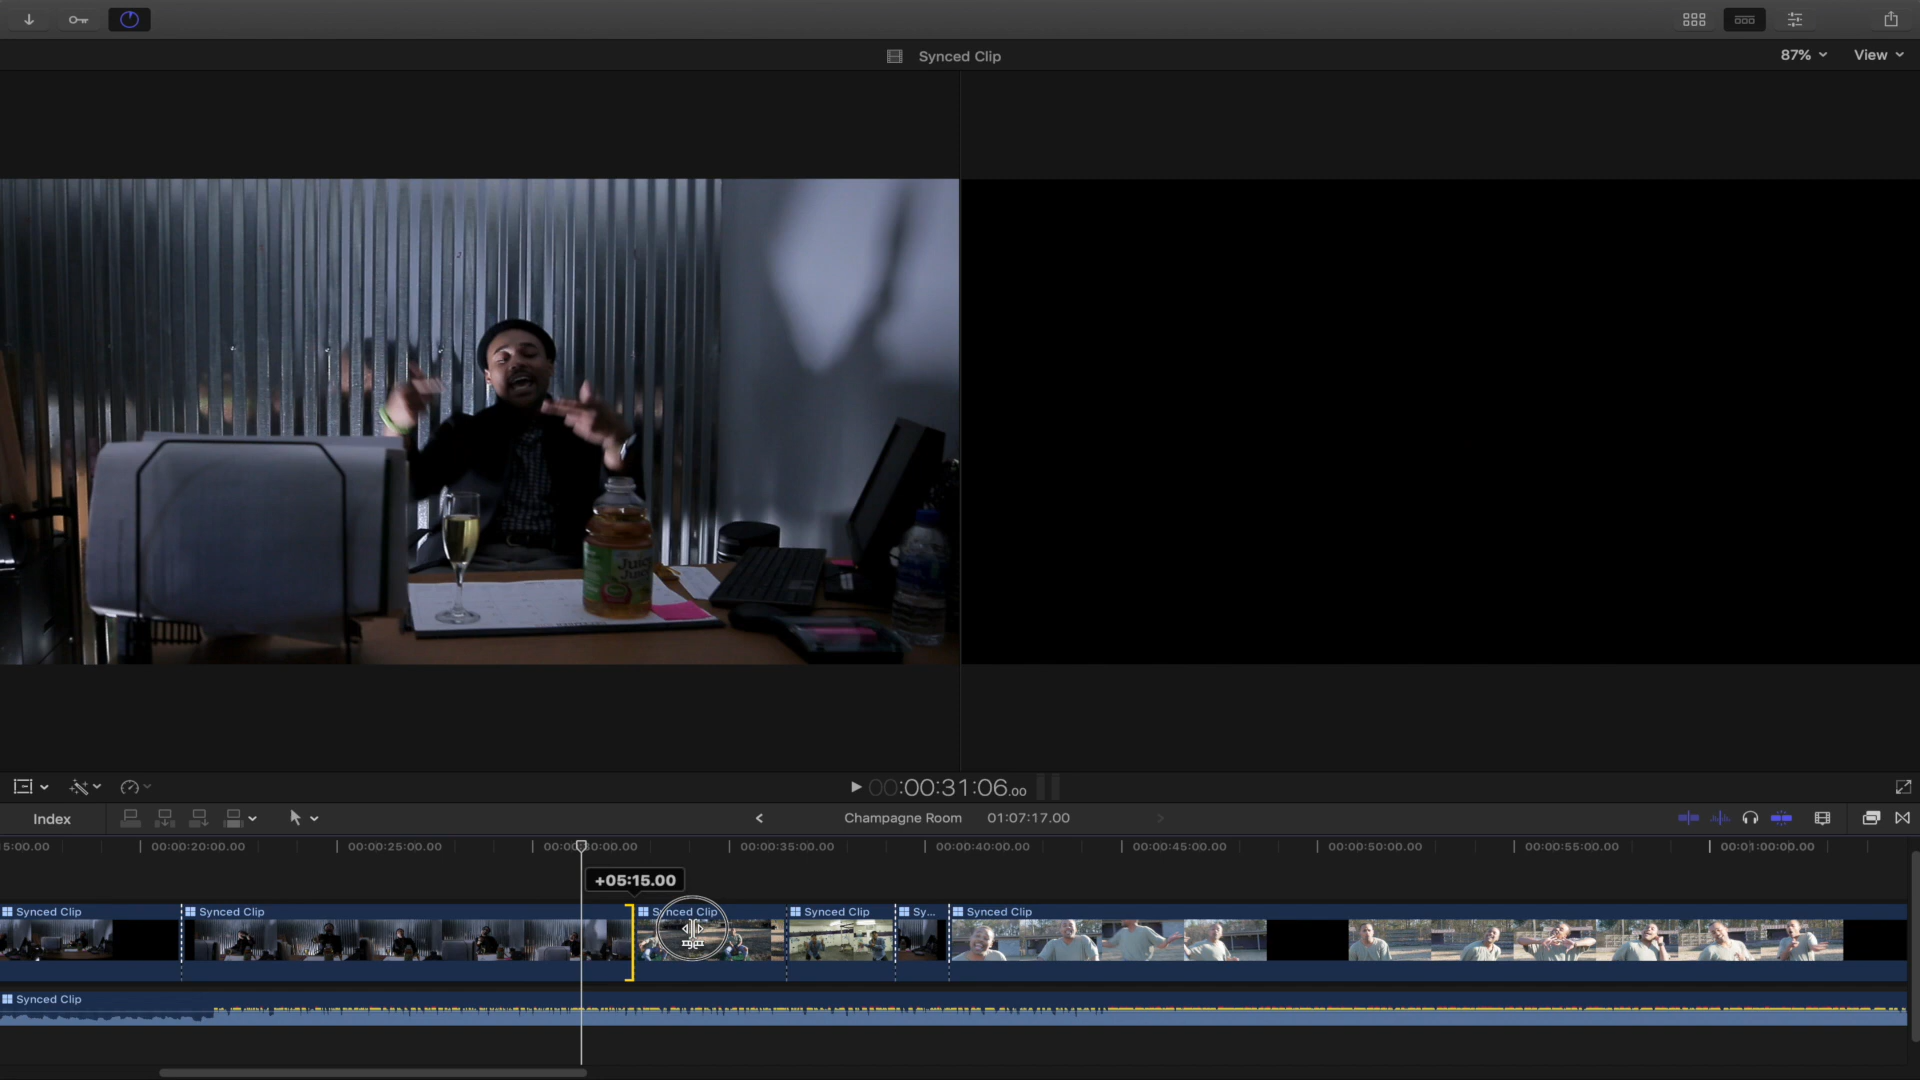 Synced Clip
87%
View
Juicy
Juice
00:00:31:06.00
Index
Champagne Room
01:07:17.00
5:00.00
00:00:20:00.00
00:00:25:00.00
00:00:30:00.00
00:00:35:00.00
00:00:40:00.00
00:00:45:00.00
00:00:50:00.00
00:00:55:00.00
00:01:00:00.00
+05:15.00
Synced Clip
Synced Clip
Synced Clip
Synced Clip
Sy...
Synced Clip
Synced Clip